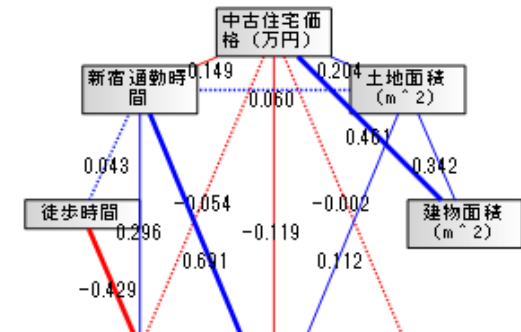 中古住宅価
格（万円）
-0.149
0.204
新宿通勤時
間
土地面積
(m^2)
0.060
0.461
0.043
0.342
徒歩時間
-0.054
-0.002
建物面積
(m^2)
0.296
-0.119
0.691
0.112
-0.429